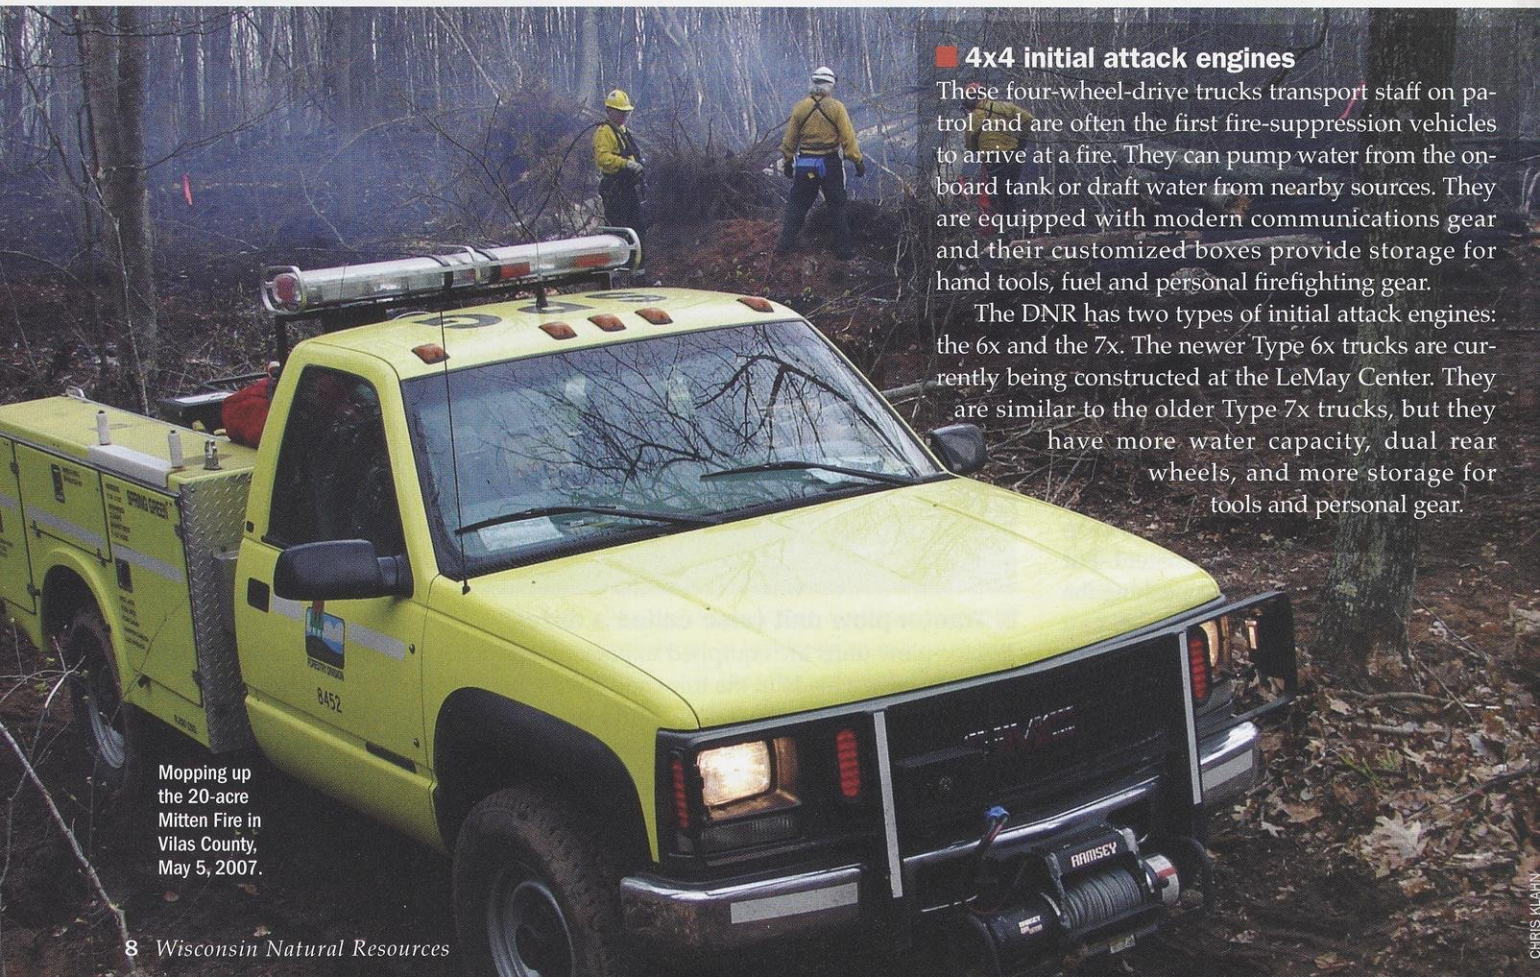 4x4 initial attack engines
These four-wheel-drive trucks transport staff on pa-
trol and are often the first fire-suppression vehicles
to arrive at a fire. They can pump water from the on-
board tank or draft water from nearby sources. They
are equipped with modern communications gear
and their customized boxes provide storage for
hand tools, fuel and personal firefighting gear.
The DNR has two types of initial attack engines:
the 6x and the 7x. The newer Type 6x trucks are cur-
rently being constructed at the LeMay Center. They
are similar to the older Type 7x trucks, but they
have more water capacity, dual rear
wheels, and more storage for
tools and personal gear.
SPG
SPRING GREEN
FORESTRY DIVISION
8452
GMC
RAMSEY
Mopping up
the 20-acre
Mitten Fire in
Vilas County,
May 5, 2007.
8 Wisconsin Natural Resources
CHRIS KLAHN